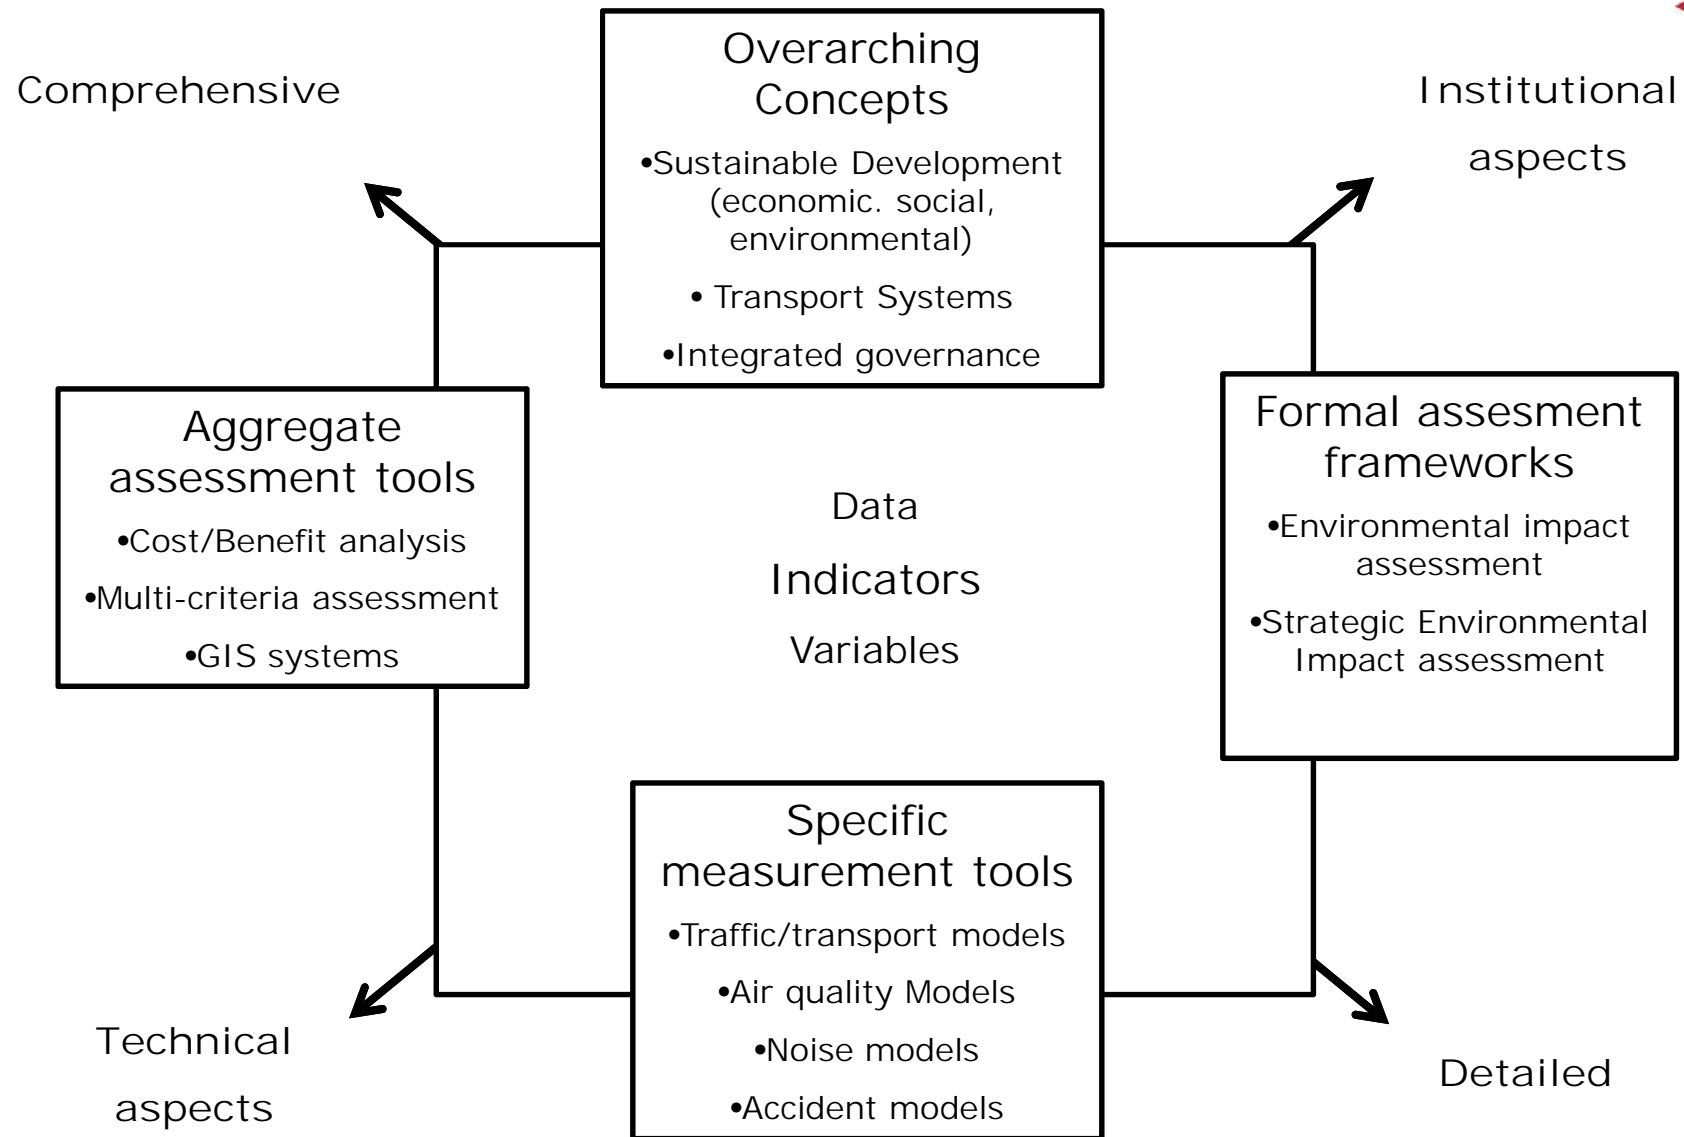 Comprehensive
Overarching
Concepts
•Sustainable Development
(economic. social,
environmental)
• Transport Systems
•Integrated governance
Institutional
aspects
Aggregate
assessment tools
•Cost/Benefit analysis
•Multi-criteria assessment
•GIS systems
Data
Indicators
Variables
Formal assesment
frameworks
•Environmental impact
assessment
•Strategic Environmental
Impact assessment
Specific
measurement tools
•Traffic/transport models
•Air quality Models
•Noise models
•Accident models
Technical
aspects
Detailed